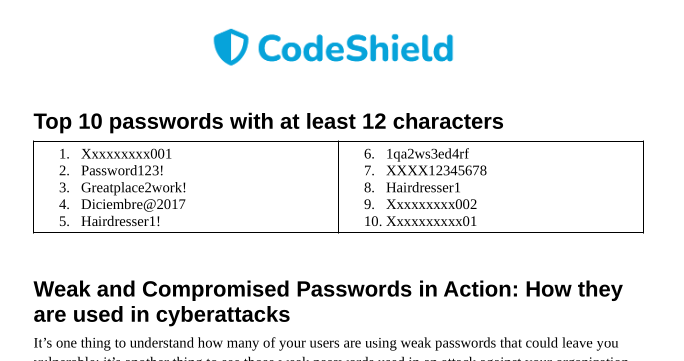 CodeShield
Top 10 passwords with at least 12 characters
1. Xxxxxxxxx001
2. Password123!
3. Greatplace2work!
4. Diciembre@2017
5. Hairdresser1!
6. 1qa2ws3ed4rf
7. XXXX12345678
8. Hairdresser1
9. Xxxxxxxxx002
10. Xxxxxxxxxx01
Weak and Compromised Passwords in Action: How they
are used in cyberattacks
It’s one thing to understand how many of your users are using weak passwords that could leave you